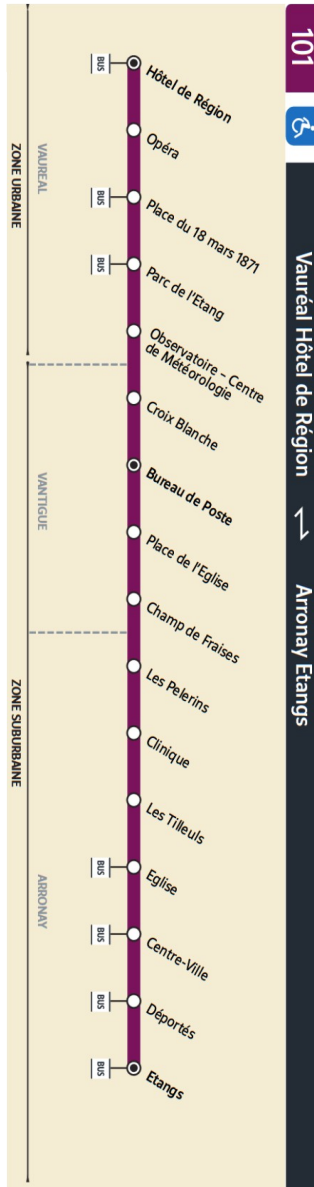 101
Vauréal Hôtel de Région
Arronay Etangs
Hôtel de Région
Opéra
Place du 18 mars 1871
Parc de l'Etang
Observatoire – Centre
de Météorologie
Croix Blanche
Bureau de Poste
Place de l'Eglise
Champ de Fraises
Les Pelerins
Clinique
Les Tilleuls
Eglise
Centre-Ville
Déportés
Etangs
BUS
BUS
BUS
BUS
BUS
BUS
BUS
VAUREAL
VANTIGUE
ARRONAY
ZONE URBAINE
ZONE SUBURBAINE